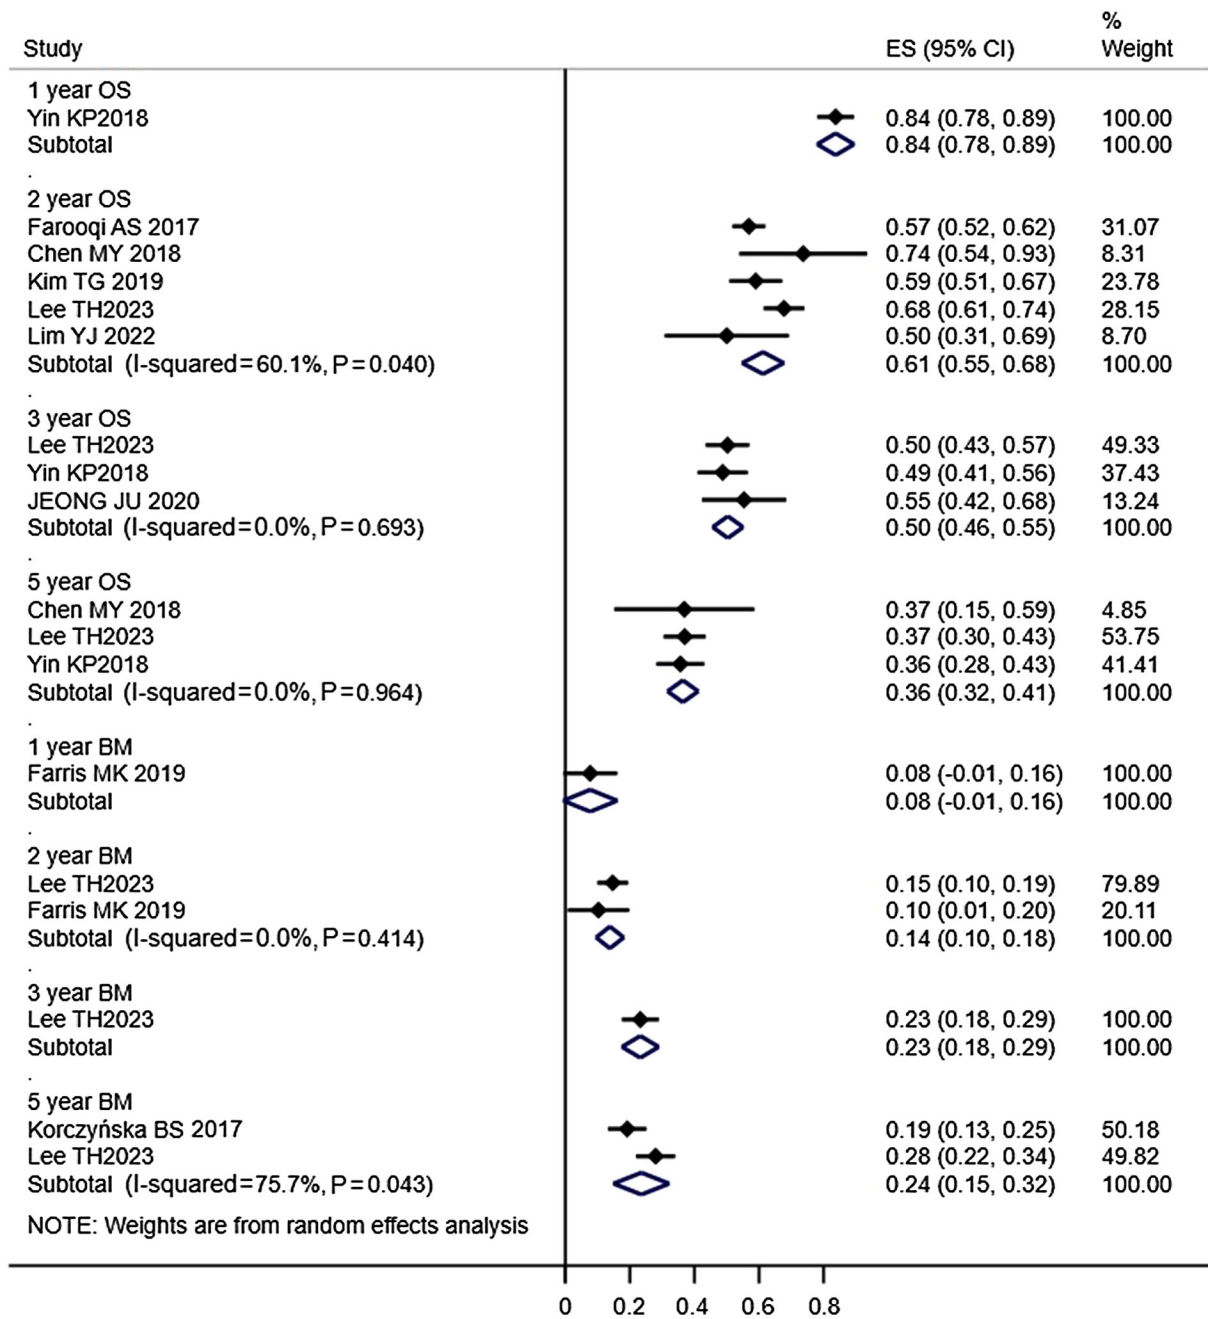 %
Study ES (95% CI) Weight
1 year OS
Yin KP2018 0.84 (0.78, 0.89) 100.00
Subtotal 0.84 (0.78, 0.89) 100.00
.
2 year OS
Farooqi AS 2017 0.57 (0.52, 0.62) 31.07
Chen MY 2018 0.74 (0.54, 0.93) 8.31
Kim TG 2019 0.59 (0.51, 0.67) 23.78
Lee TH2023 0.68 (0.61, 0.74) 28.15
Lim YJ 2022 0.50 (0.31, 0.69) 8.70
Subtotal (I-squared=60.1%, P=0.040) 0.61 (0.55, 0.68) 100.00
.
3 year OS
Lee TH2023 0.50 (0.43, 0.57) 49.33
Yin KP2018 0.49 (0.41, 0.56) 37.43
JEONG JU 2020 0.55 (0.42, 0.68) 13.24
Subtotal (I-squared=0.0%, P=0.693) 0.50 (0.46, 0.55) 100.00
.
5 year OS
Chen MY 2018 0.37 (0.15, 0.59) 4.85
Lee TH2023 0.37 (0.30, 0.43) 53.75
Yin KP2018 0.36 (0.28, 0.43) 41.41
Subtotal (I-squared=0.0%, P=0.964) 0.36 (0.32, 0.41) 100.00
.
1 year BM
Farris MK 2019 0.08 (-0.01, 0.16) 100.00
Subtotal 0.08 (-0.01, 0.16) 100.00
.
2 year BM
Lee TH2023 0.15 (0.10, 0.19) 79.89
Farris MK 2019 0.10 (0.01, 0.20) 20.11
Subtotal (I-squared=0.0%, P=0.414) 0.14 (0.10, 0.18) 100.00
.
3 year BM
Lee TH2023 0.23 (0.18, 0.29) 100.00
Subtotal 0.23 (0.18, 0.29) 100.00
.
5 year BM
Korczyńska BS 2017 0.19 (0.13, 0.25) 50.18
Lee TH2023 0.28 (0.22, 0.34) 49.82
Subtotal (I-squared=75.7%, P=0.043) 0.24 (0.15, 0.32) 100.00
NOTE: Weights are from random effects analysis
0 0.2 0.4 0.6 0.8